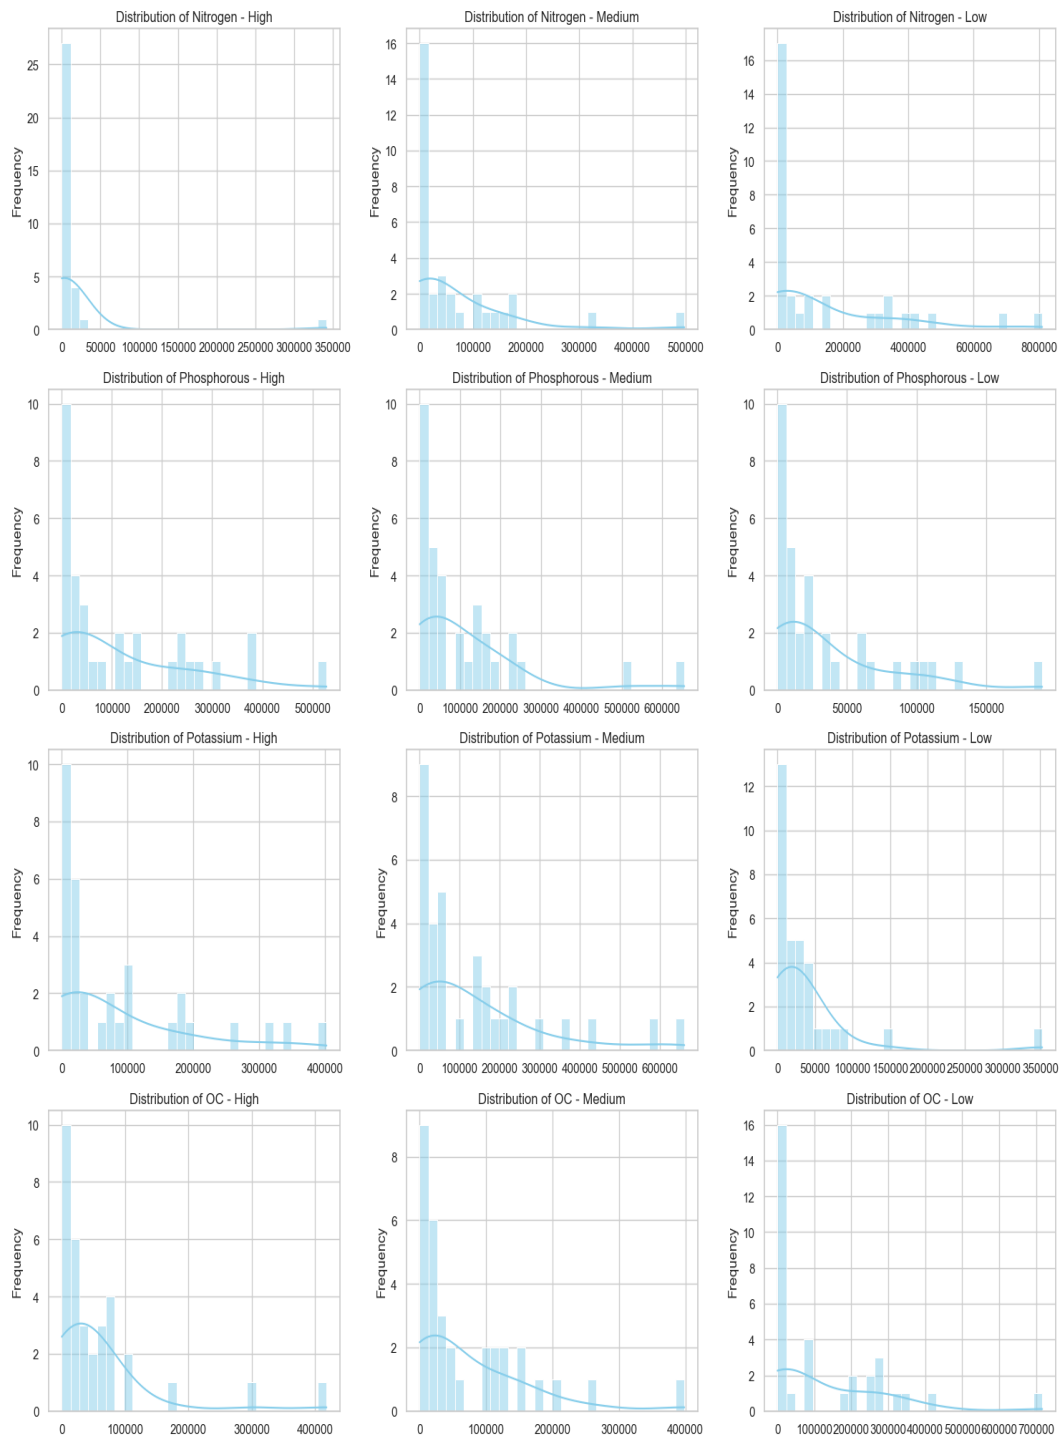 Distribution of Nitrogen - High
Distribution of Nitrogen - Medium
Distribution of Nitrogen - Low
Frequency
25
20
15
10
5
0
0 50000 100000 150000 200000 250000 300000 350000
Frequency
16
14
12
10
8
6
4
2
0
0 100000 200000 300000 400000 500000
Frequency
16
14
12
10
8
6
4
2
0
0 200000 400000 600000 800000
Distribution of Phosphorous - High
Distribution of Phosphorous - Medium
Distribution of Phosphorous - Low
Frequency
10
8
6
4
2
0
0 100000 200000 300000 400000 500000
Frequency
10
8
6
4
2
0
0 100000 200000 300000 400000 500000 600000
Frequency
10
8
6
4
2
0
0 50000 100000 150000
Distribution of Potassium - High
Distribution of Potassium - Medium
Distribution of Potassium - Low
Frequency
10
8
6
4
2
0
0 100000 200000 300000 400000
Frequency
8
6
4
2
0
0 100000 200000 300000 400000 500000 600000
Frequency
12
10
8
6
4
2
0
0 50000 100000 150000 200000 250000 300000 350000
Distribution of OC - High
Distribution of OC - Medium
Distribution of OC - Low
Frequency
10
8
6
4
2
0
0 100000 200000 300000 400000
Frequency
8
6
4
2
0
0 100000 200000 300000 400000
Frequency
16
14
12
10
8
6
4
2
0
0 100000 200000 300000 400000 500000 600000 700000